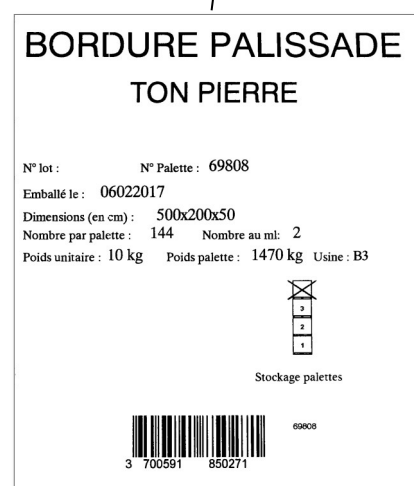 BORDURE PALISSADE
TON PIERRE
N° lot : N° Palette : 69808
Emballé le : 06022017
Dimensions (en cm) : 500x200x50
Nombre par palette : 144 Nombre au ml: 2
Poids unitaire : 10 kg Poids palette : 1470 kg Usine : B3
3
2
1
Stockage palettes
69808
3 700591 850271